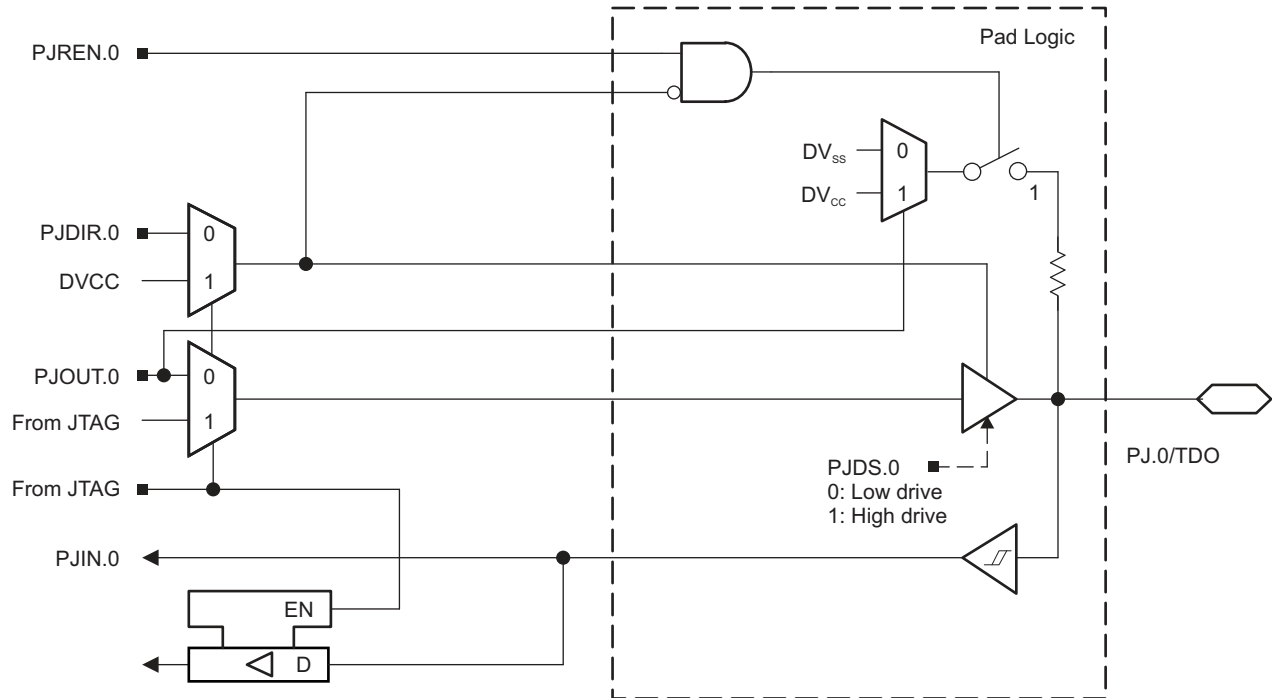 Pad Logic
PJREN.0
DVSS
0
DVCC
1
1
PJDIR.0
0
DVCC
1
PJOUT.0
0
From JTAG
1
From JTAG
PJDS.0
0: Low drive
1: High drive
PJ.0/TDO
PJIN.0
EN
D